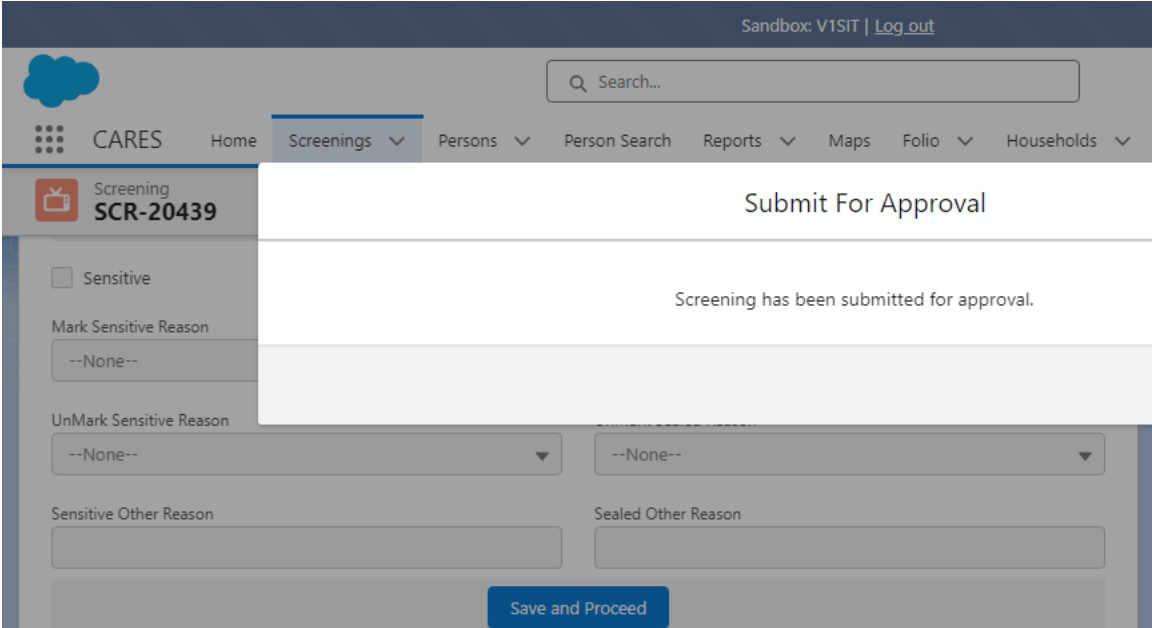 Sandbox: V1SIT | Log out
Search...
CARES Home Screenings Persons Person Search Reports Maps Folio Households
Screening
SCR-20439
Submit For Approval
Sensitive
Screening has been submitted for approval.
Mark Sensitive Reason
--None--
UnMark Sensitive Reason
--None-- --None--
Sensitive Other Reason Sealed Other Reason
Save and Proceed